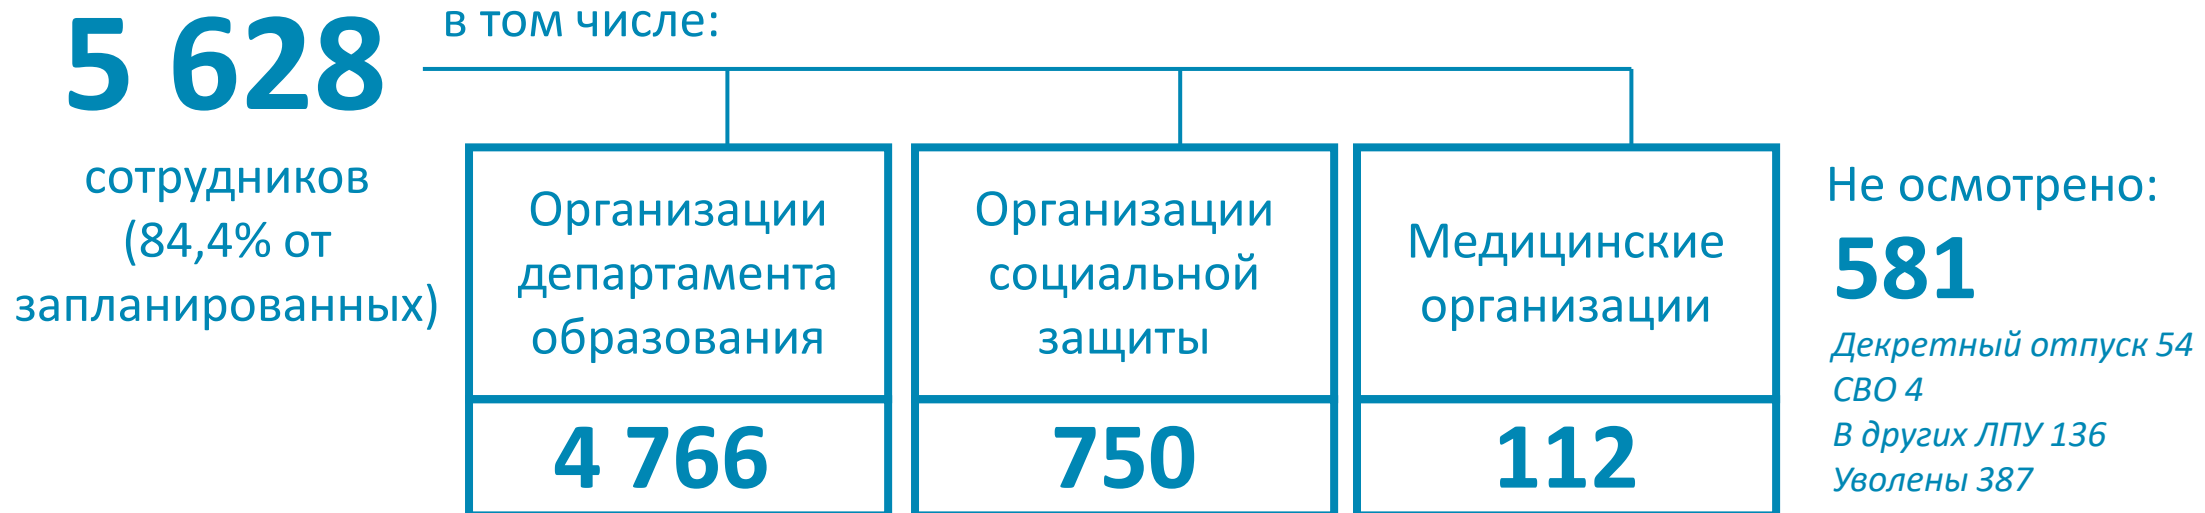 5 628
сотрудников
(84,4% от
запланированных)
в том числе:
Организации
департамента
образования
4 766
Организации
социальной
защиты
750
Медицинские
организации
112
Не осмотрено:
581
Декретный отпуск 54
СВО 4
В других ЛПУ 136
Уволены 387